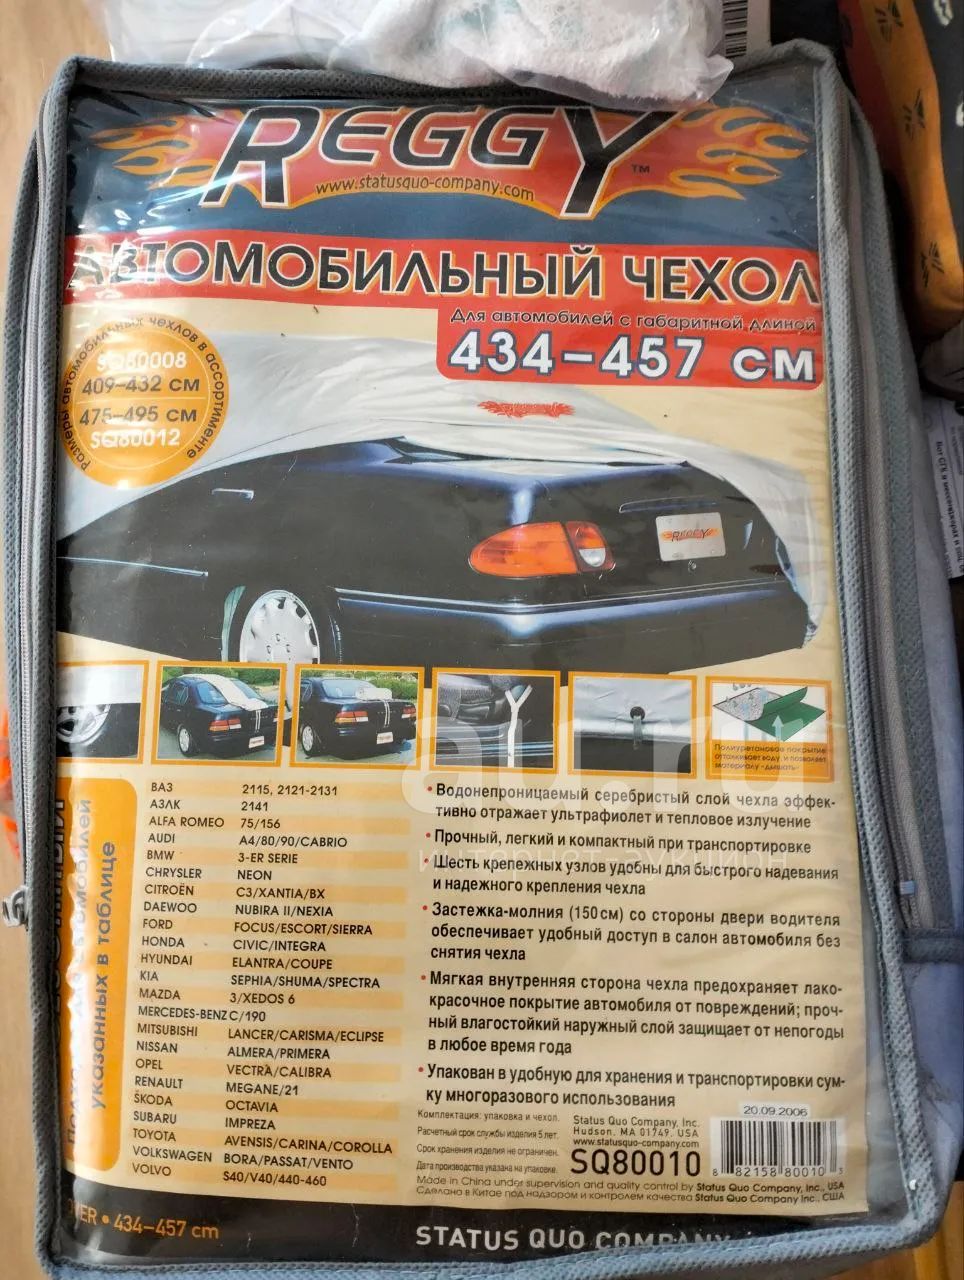 REGGY™
www.statusquo-company.com
АВТОМОБИЛЬНЫЙ ЧЕХОЛ
Для автомобилей с габаритной длиной
434–457 см
Размеры автомобильных чехлов в ассортименте
SQ80008
409–432 СМ
475–495 СМ
SQ80012
REGGY
Полиуретановое покрытие
отталкивает воду и позволяет
материалу «дышать»
указанных в таблице
ВАЗ 2115, 2121-2131
АЗЛК 2141
ALFA ROMEO 75/156
AUDI A4/80/90/CABRIO
BMW 3-ER SERIE
CHRYSLER NEON
CITROËN C3/XANTIA/BX
DAEWOO NUBIRA II/NEXIA
FORD FOCUS/ESCORT/SIERRA
HONDA CIVIC/INTEGRA
HYUNDAI ELANTRA/COUPE
KIA SEPHIA/SHUMA/SPECTRA
MAZDA 3/XEDOS 6
MERCEDES-BENZ C/190
MITSUBISHI LANCER/CARISMA/ECLIPSE
NISSAN ALMERA/PRIMERA
OPEL VECTRA/CALIBRA
RENAULT MEGANE/21
ŠKODA OCTAVIA
SUBARU IMPREZA
TOYOTA AVENSIS/CARINA/COROLLA
VOLKSWAGEN BORA/PASSAT/VENTO
VOLVO S40/V40/440-460
• Водонепроницаемый серебристый слой чехла эффек-
тивно отражает ультрафиолет и тепловое излучение
• Прочный, легкий и компактный при транспортировке
• Шесть крепежных узлов удобны для быстрого надевания
и надежного крепления чехла
• Застежка-молния (150 см) со стороны двери водителя
обеспечивает удобный доступ в салон автомобиля без
снятия чехла
• Мягкая внутренняя сторона чехла предохраняет лако-
красочное покрытие автомобиля от повреждений; проч-
ный влагостойкий наружный слой защищает от непогоды
в любое время года
• Упакован в удобную для хранения и транспортировки сум-
ку многоразового использования
Комплектация: упаковка и чехол.
Расчетный срок службы изделия 5 лет.
Срок хранения изделия не ограничен.
Дата производства указана на упаковке.
Status Quo Company, Inc.
Hudson, MA 01749, USA
www.statusquo-company.com
SQ80010
20.09.2006
8 82158 80010 3
Made in China under supervision and quality control by Status Quo Company, Inc., USA
Сделано в Китае под надзором и контролем качества Status Quo Company Inc., США
434–457 cm
STATUS QUO COMPANY
au.ru
интернет-аукцион